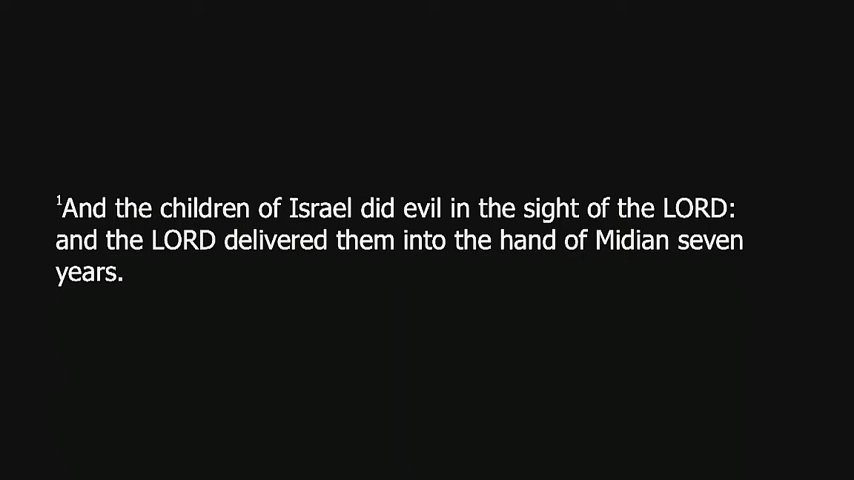 ¹And the children of Israel did evil in the sight of the LORD:
and the LORD delivered them into the hand of Midian seven
years.